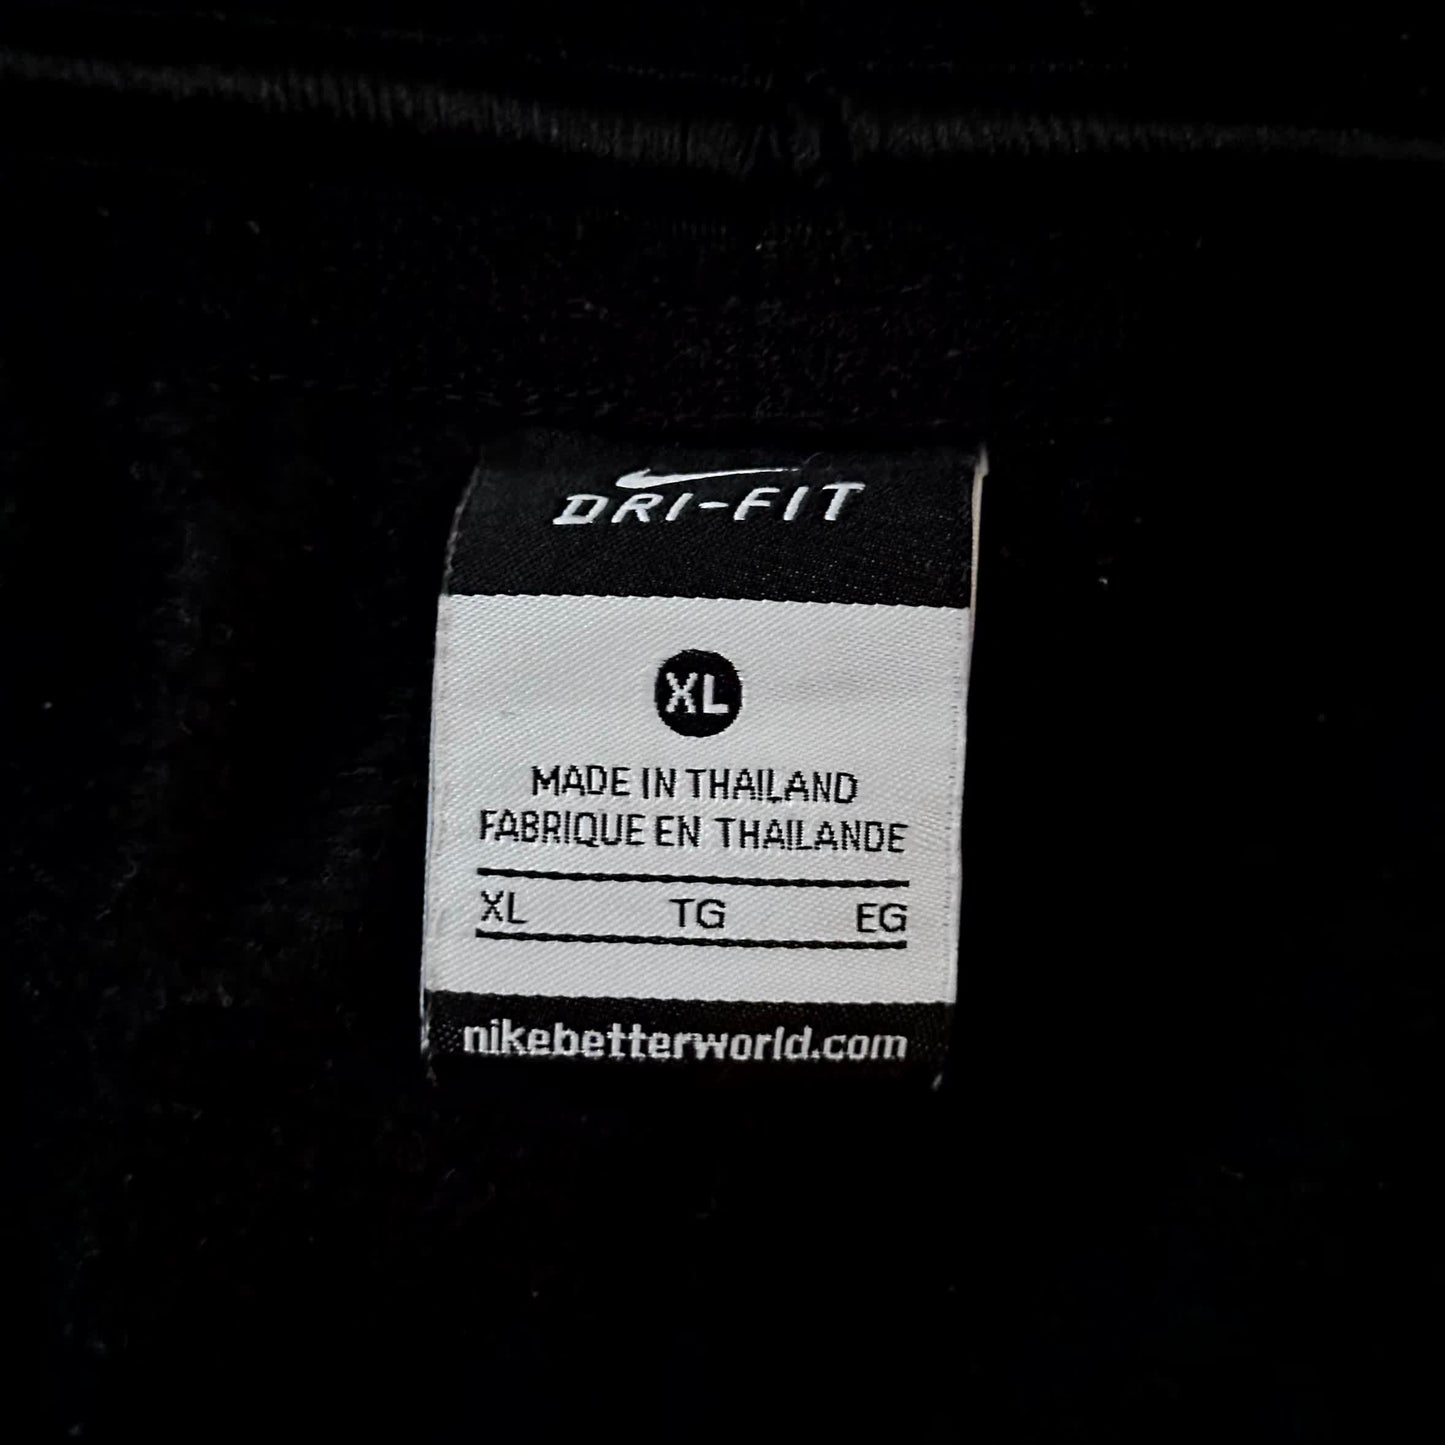 DRI-FIT
XL
MADE IN THAILAND
FABRIQUE EN THAILANDE
XL TG EG
nikebetterworld.com